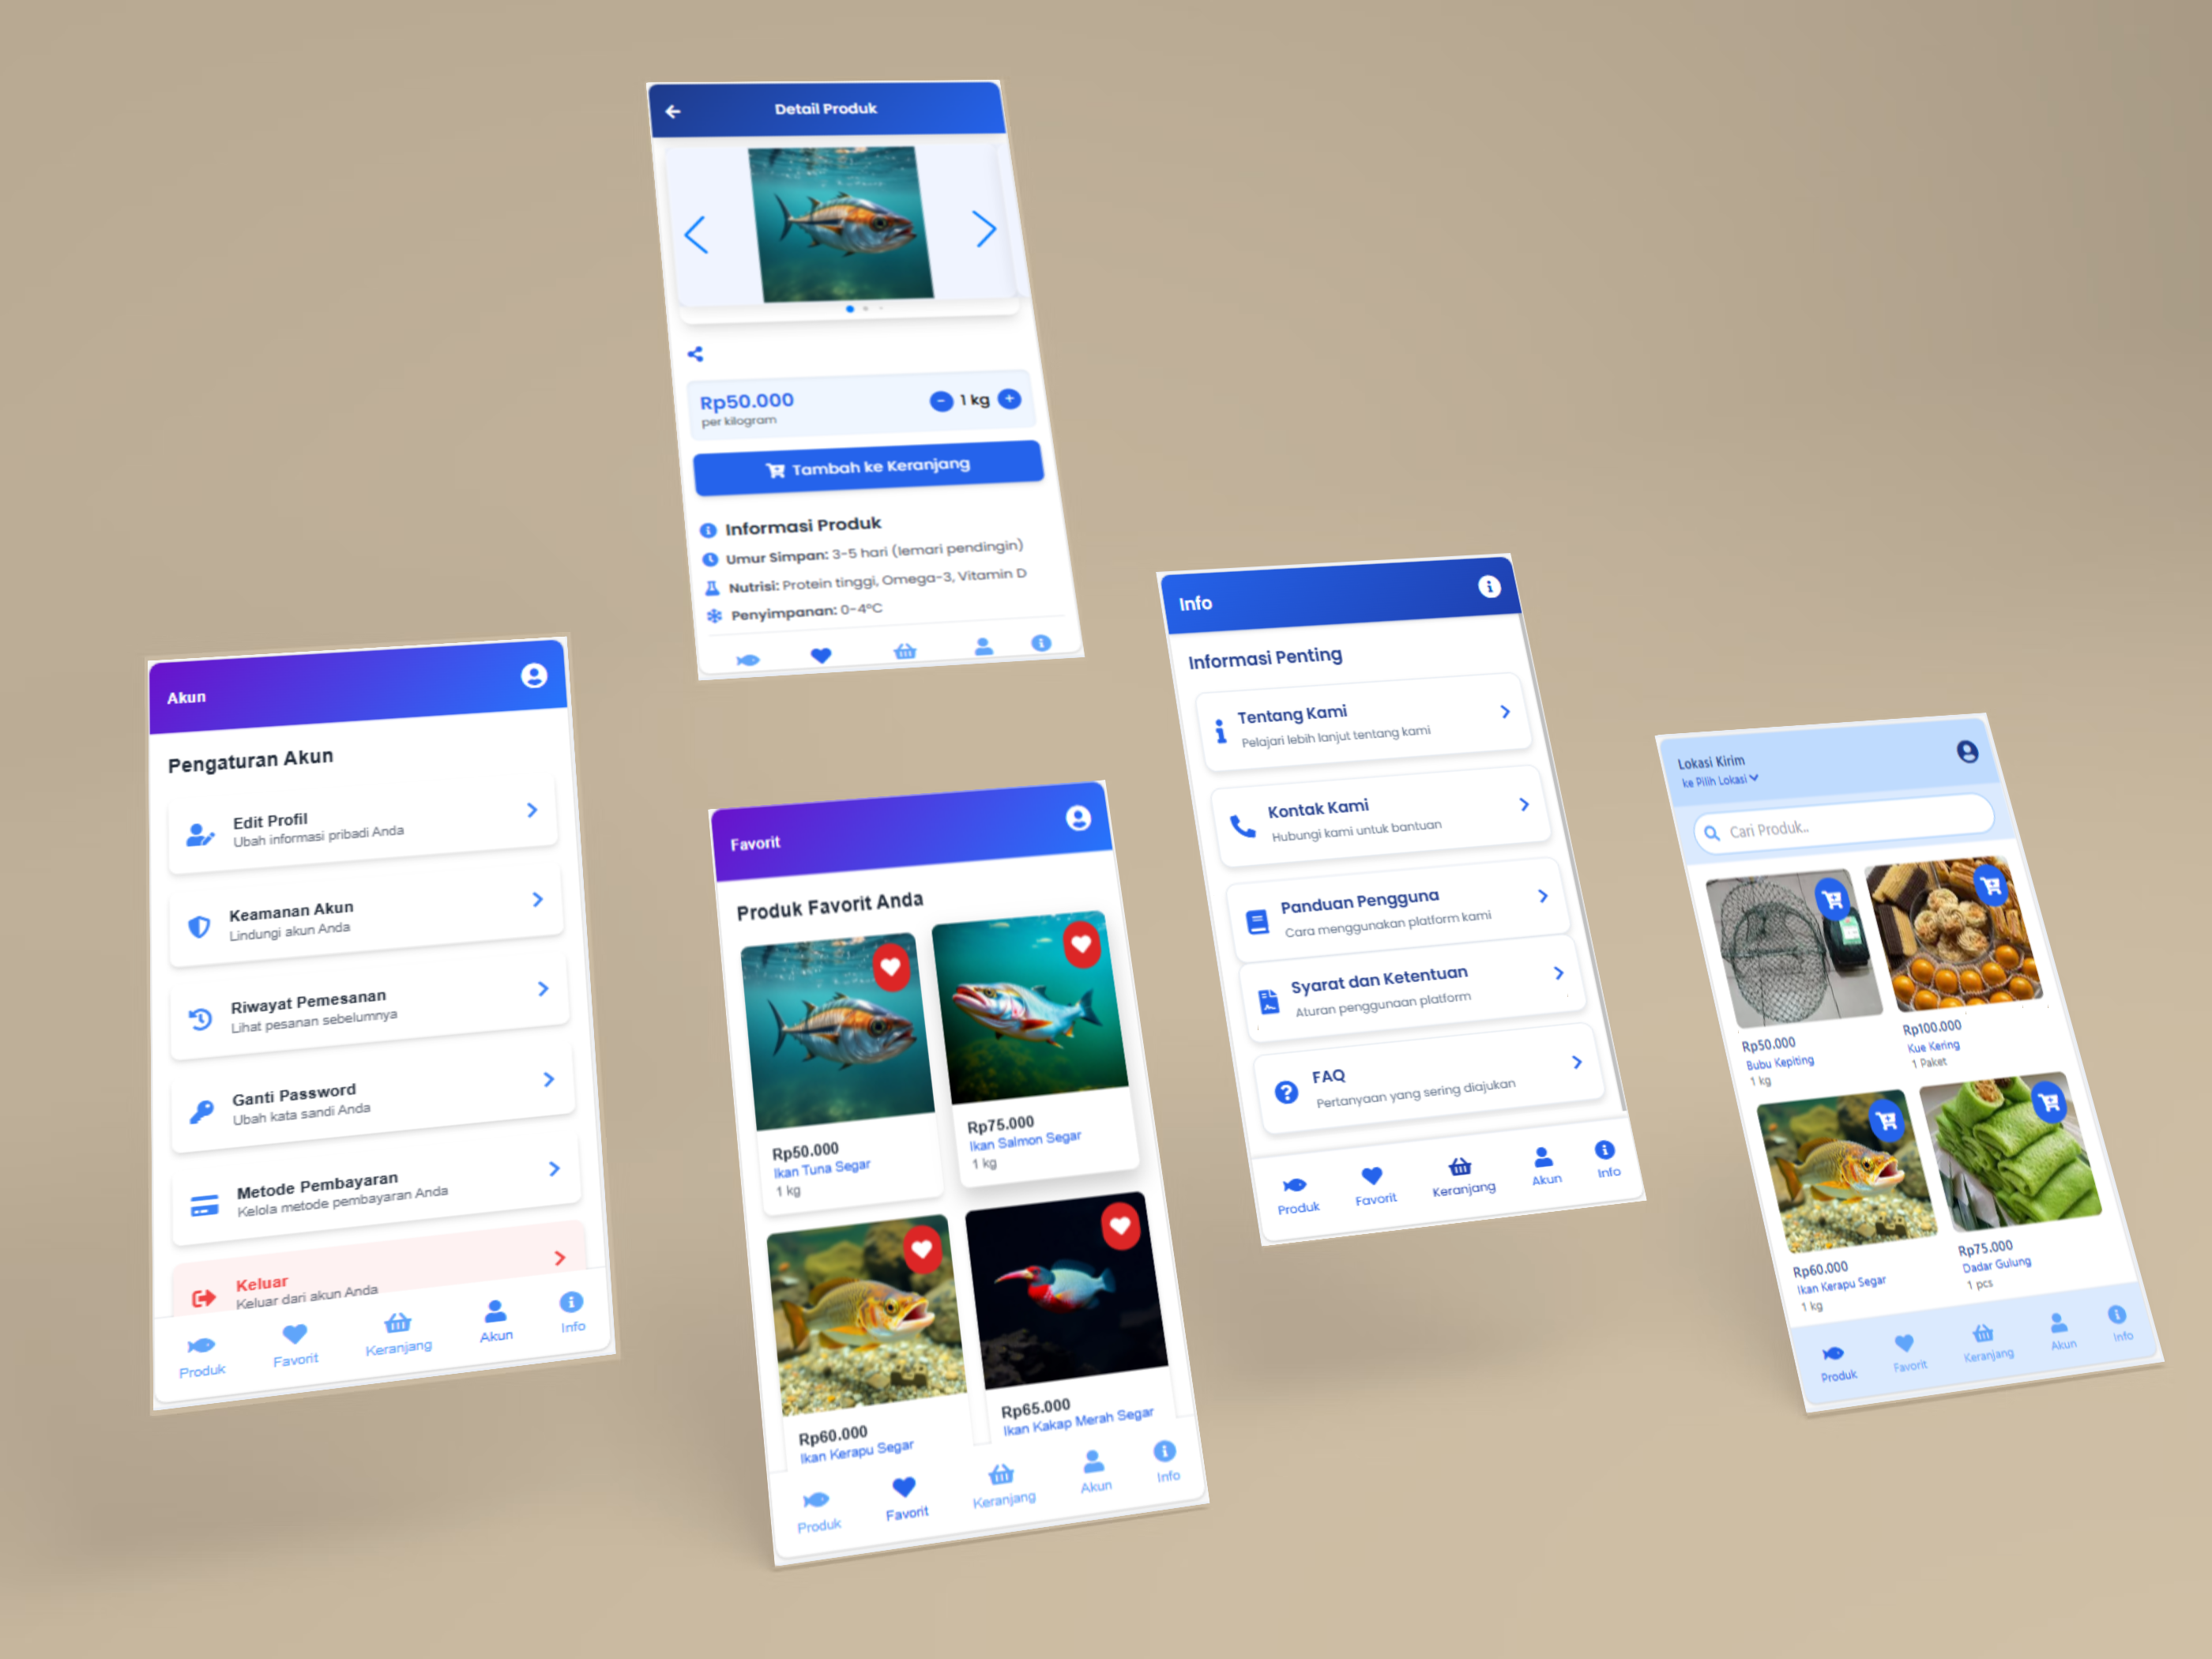 Detail Produk
Rp50.000
per kilogram
1 kg
Tambah ke Keranjang
Informasi Produk
Umur Simpan: 3-5 hari (lemari pendingin)
Nutrisi: Protein tinggi, Omega-3, Vitamin D
Penyimpanan: 0-4°C
Akun
Pengaturan Akun
Edit Profil
Ubah informasi pribadi Anda
Keamanan Akun
Lindungi akun Anda
Riwayat Pemesanan
Lihat pesanan sebelumnya
Ganti Password
Ubah kata sandi Anda
Metode Pembayaran
Kelola metode pembayaran Anda
Keluar
Keluar dari akun Anda
Produk
Favorit
Keranjang
Akun
Info
Favorit
Produk Favorit Anda
Rp50.000
Ikan Tuna Segar
1 kg
Rp75.000
Ikan Salmon Segar
1 kg
Rp60.000
Ikan Kerapu Segar
Rp65.000
Ikan Kakap Merah Segar
Produk
Favorit
Keranjang
Akun
Info
Info
Informasi Penting
Tentang Kami
Pelajari lebih lanjut tentang kami
Kontak Kami
Hubungi kami untuk bantuan
Panduan Pengguna
Cara menggunakan platform kami
Syarat dan Ketentuan
Aturan penggunaan platform
FAQ
Pertanyaan yang sering diajukan
Produk
Favorit
Keranjang
Akun
Info
Lokasi Kirim
ke Pilih Lokasi
Cari Produk..
Rp50.000
Bubu Kepiting
1 kg
Rp100.000
Kue Kering
1 Paket
Rp60.000
Ikan Kerapu Segar
1 kg
Rp75.000
Dadar Gulung
1 pcs
Produk
Favorit
Keranjang
Akun
Info